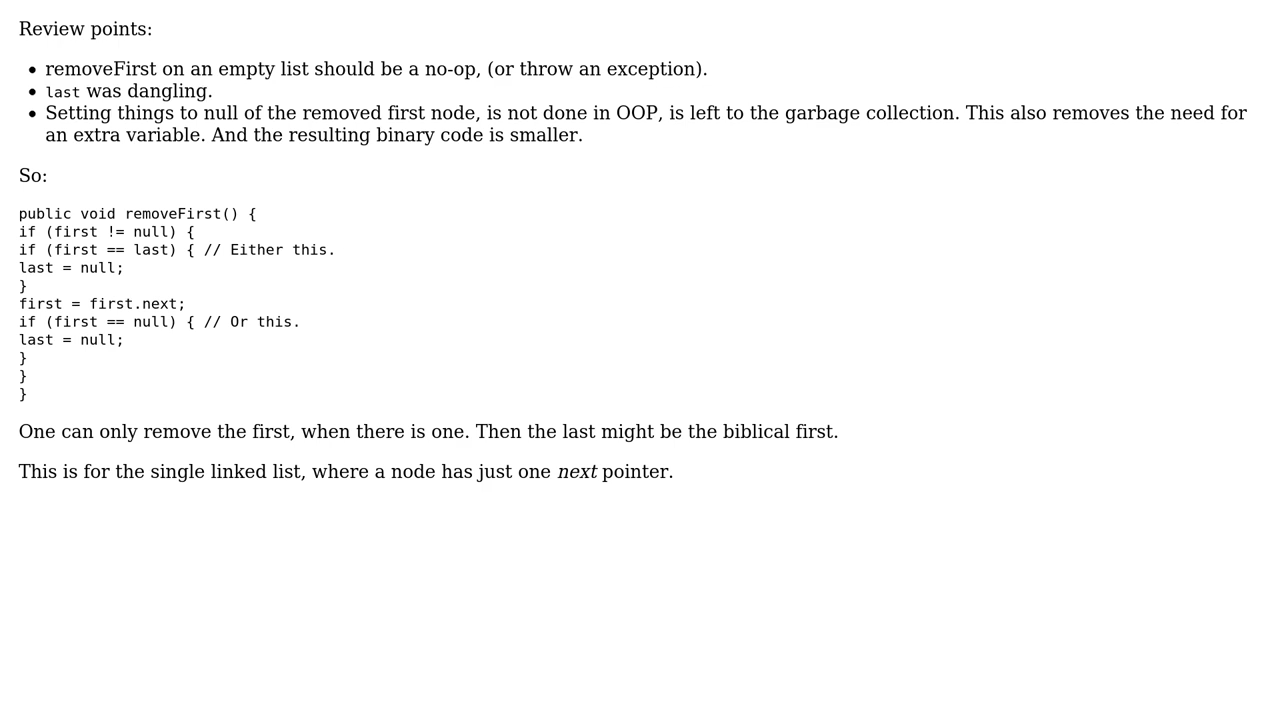 Review points:
• removeFirst on an empty list should be a no-op, (or throw an exception).
• last was dangling.
• Setting things to null of the removed first node, is not done in OOP, is left to the garbage collection. This also removes the need for
an extra variable. And the resulting binary code is smaller.
So:
public void removeFirst() {
if (first != null) {
if (first == last) { // Either this.
last = null;
}
first = first.next;
if (first == null) { // Or this.
last = null;
}
}
}
One can only remove the first, when there is one. Then the last might be the biblical first.
This is for the single linked list, where a node has just one next pointer.